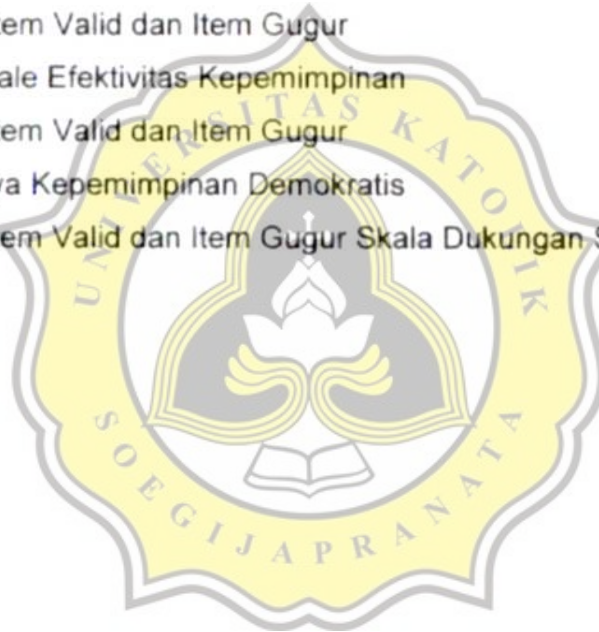 tem Valid dan Item Gugur
ale Efektivitas Kepemimpinan
tem Valid dan Item Gugur
ya Kepemimpinan Demokratis
tem Valid dan Item Gugur Skala Dukungan S
UNIVERSITAS KATOLIK
SOEGIJAPRANATA